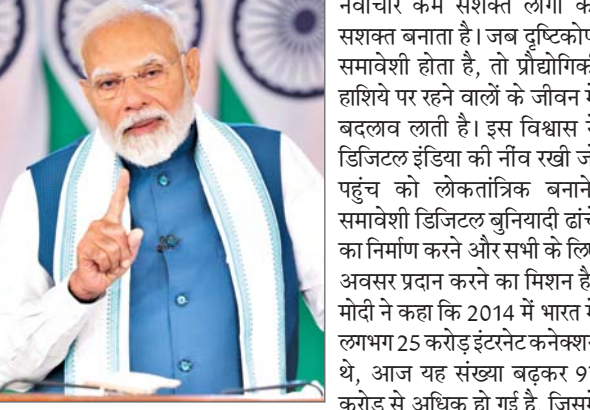 नवाचार कम सशक्त लोगों
सशक्त बनाता है। जब दृष्टिकोण
समावेशी होता है, तो प्रौद्योगिकी
हाशिये पर रहने वालों के जीवन
बदलाव लाती है। इस विश्वास
डिजिटल इंडिया की नींव रखी
पहुंच को लोकतांत्रिक बनाने
समावेशी डिजिटल बुनियादी ढांचे
का निर्माण करने और सभी के लिए
अवसर प्रदान करने का मिशन है
मोदी ने कहा कि 2014 में भारत
लगभग 25 करोड़ इंटरनेट कनेक्शन
थे, आज यह संख्या बढ़कर
करोड़ से अधिक हो गई है, जिसमें